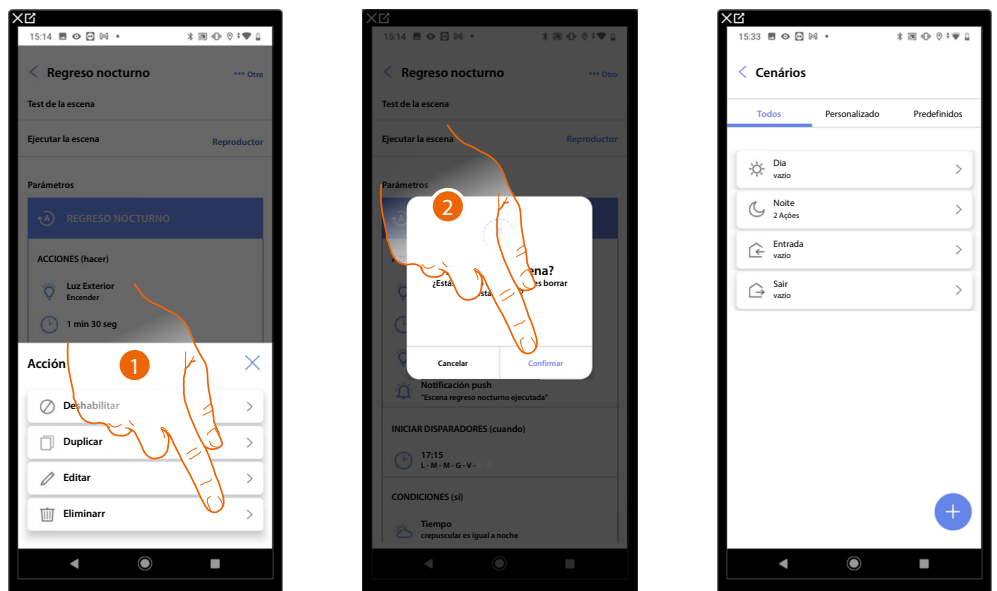 15:14
Regreso nocturno
*** Otro
Test de la escena
Ejecutar la escena
Reproductor
Parámetros
REGRESO NOCTURNO
ACCIONES (hacer)
Luz Exterior
Encender
1 min 30 seg
Acción
1
Deshabilitar
Duplicar
Editar
Eliminarr
15:14
Regreso nocturno
*** Otro
Test de la escena
Ejecutar la escena
Reproductor
Parámetros
2
borrar
Cancelar
Confirmar
Notificación push
"Escena regreso nocturno ejecutada"
INICIAR DISPARADORES (cuando)
17:15
L - M - M - G - V -
CONDICIONES (si)
Tiempo
crepuscular es igual a noche
15:33
Cenários
Todos
Personalizado
Predefinidos
Dia
vazio
Noite
2 Ações
Entrada
vazio
Sair
vazio